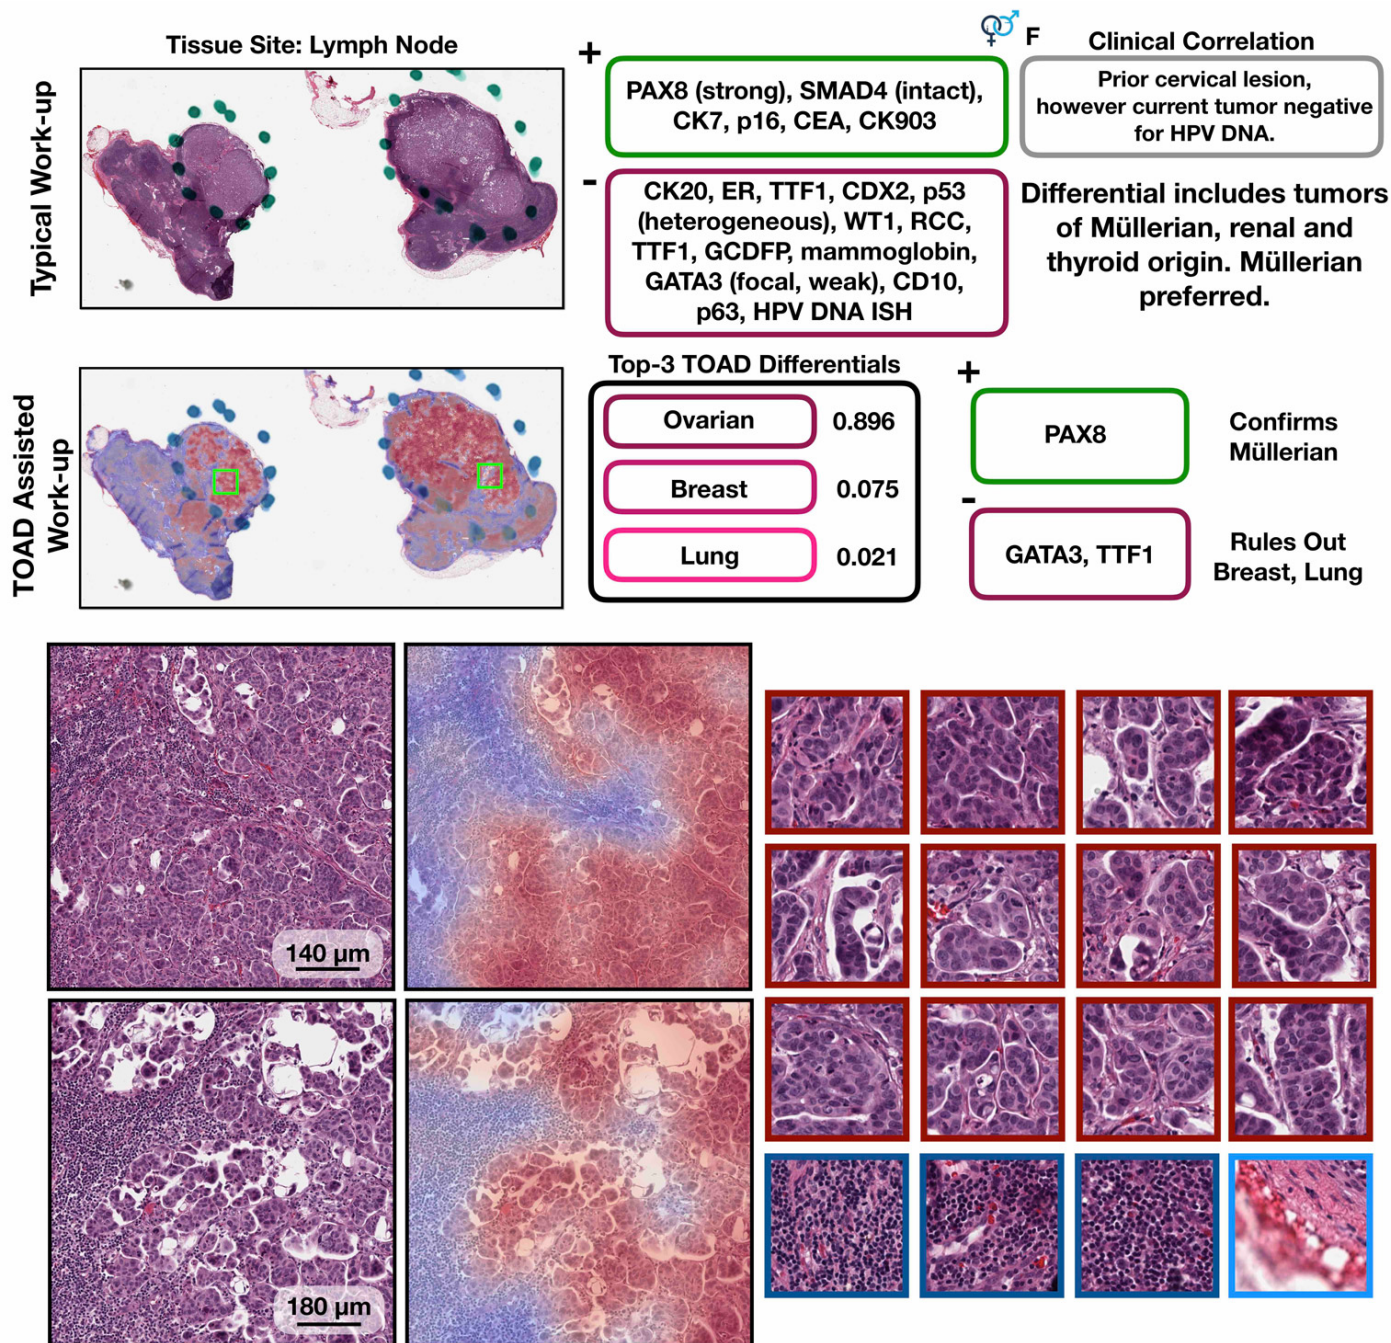 Tissue Site: Lymph Node
Typical Work-up
+
PAX8 (strong), SMAD4 (intact),
CK7, p16, CEA, CK903
F
Clinical Correlation
Prior cervical lesion,
however current tumor negative
for HPV DNA.
-
CK20, ER, TTF1, CDX2, p53
(heterogeneous), WT1, RCC,
TTF1, GCDFP, mammoglobin,
GATA3 (focal, weak), CD10,
p63, HPV DNA ISH
Differential includes tumors
of Müllerian, renal and
thyroid origin. Müllerian
preferred.
TOAD Assisted
Work-up
Top-3 TOAD Differentials
Ovarian 0.896
Breast 0.075
Lung 0.021
+
PAX8
Confirms
Müllerian
-
GATA3, TTF1
Rules Out
Breast, Lung
140 µm
180 µm